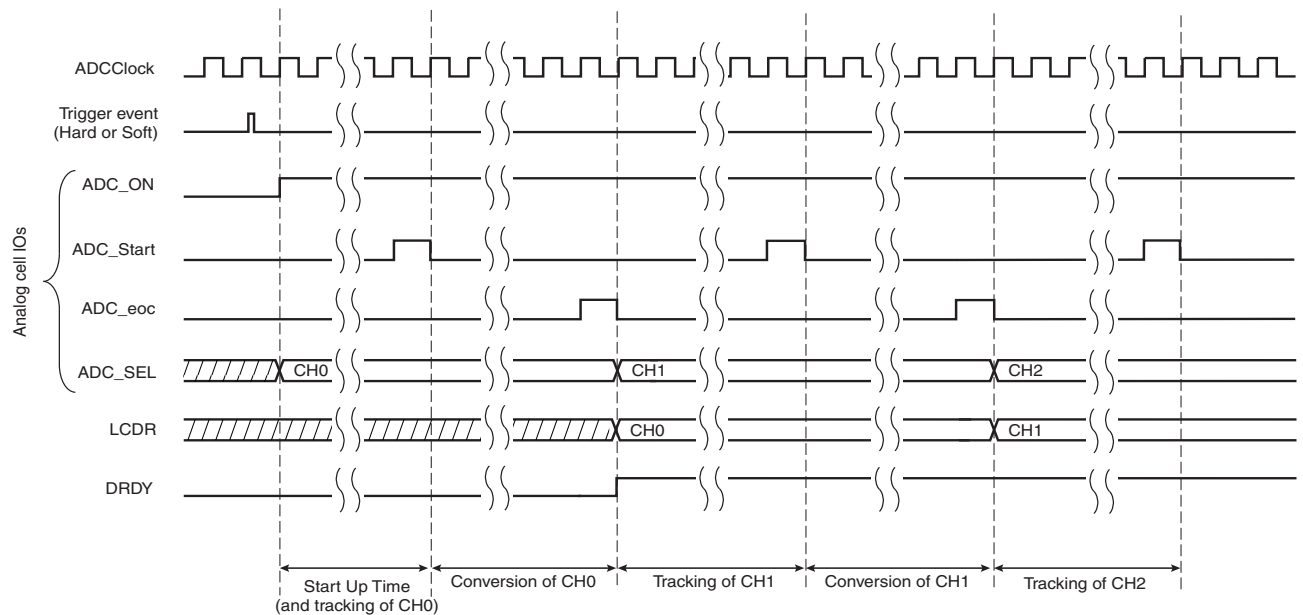 ADCClock
Trigger event
(Hard or Soft)
Analog cell IOs
ADC_ON
ADC_Start
ADC_eoc
ADC_SEL
CH0
CH1
CH2
LCDR
CH0
CH1
DRDY
Start Up Time
(and tracking of CH0)
Conversion of CH0
Tracking of CH1
Conversion of CH1
Tracking of CH2